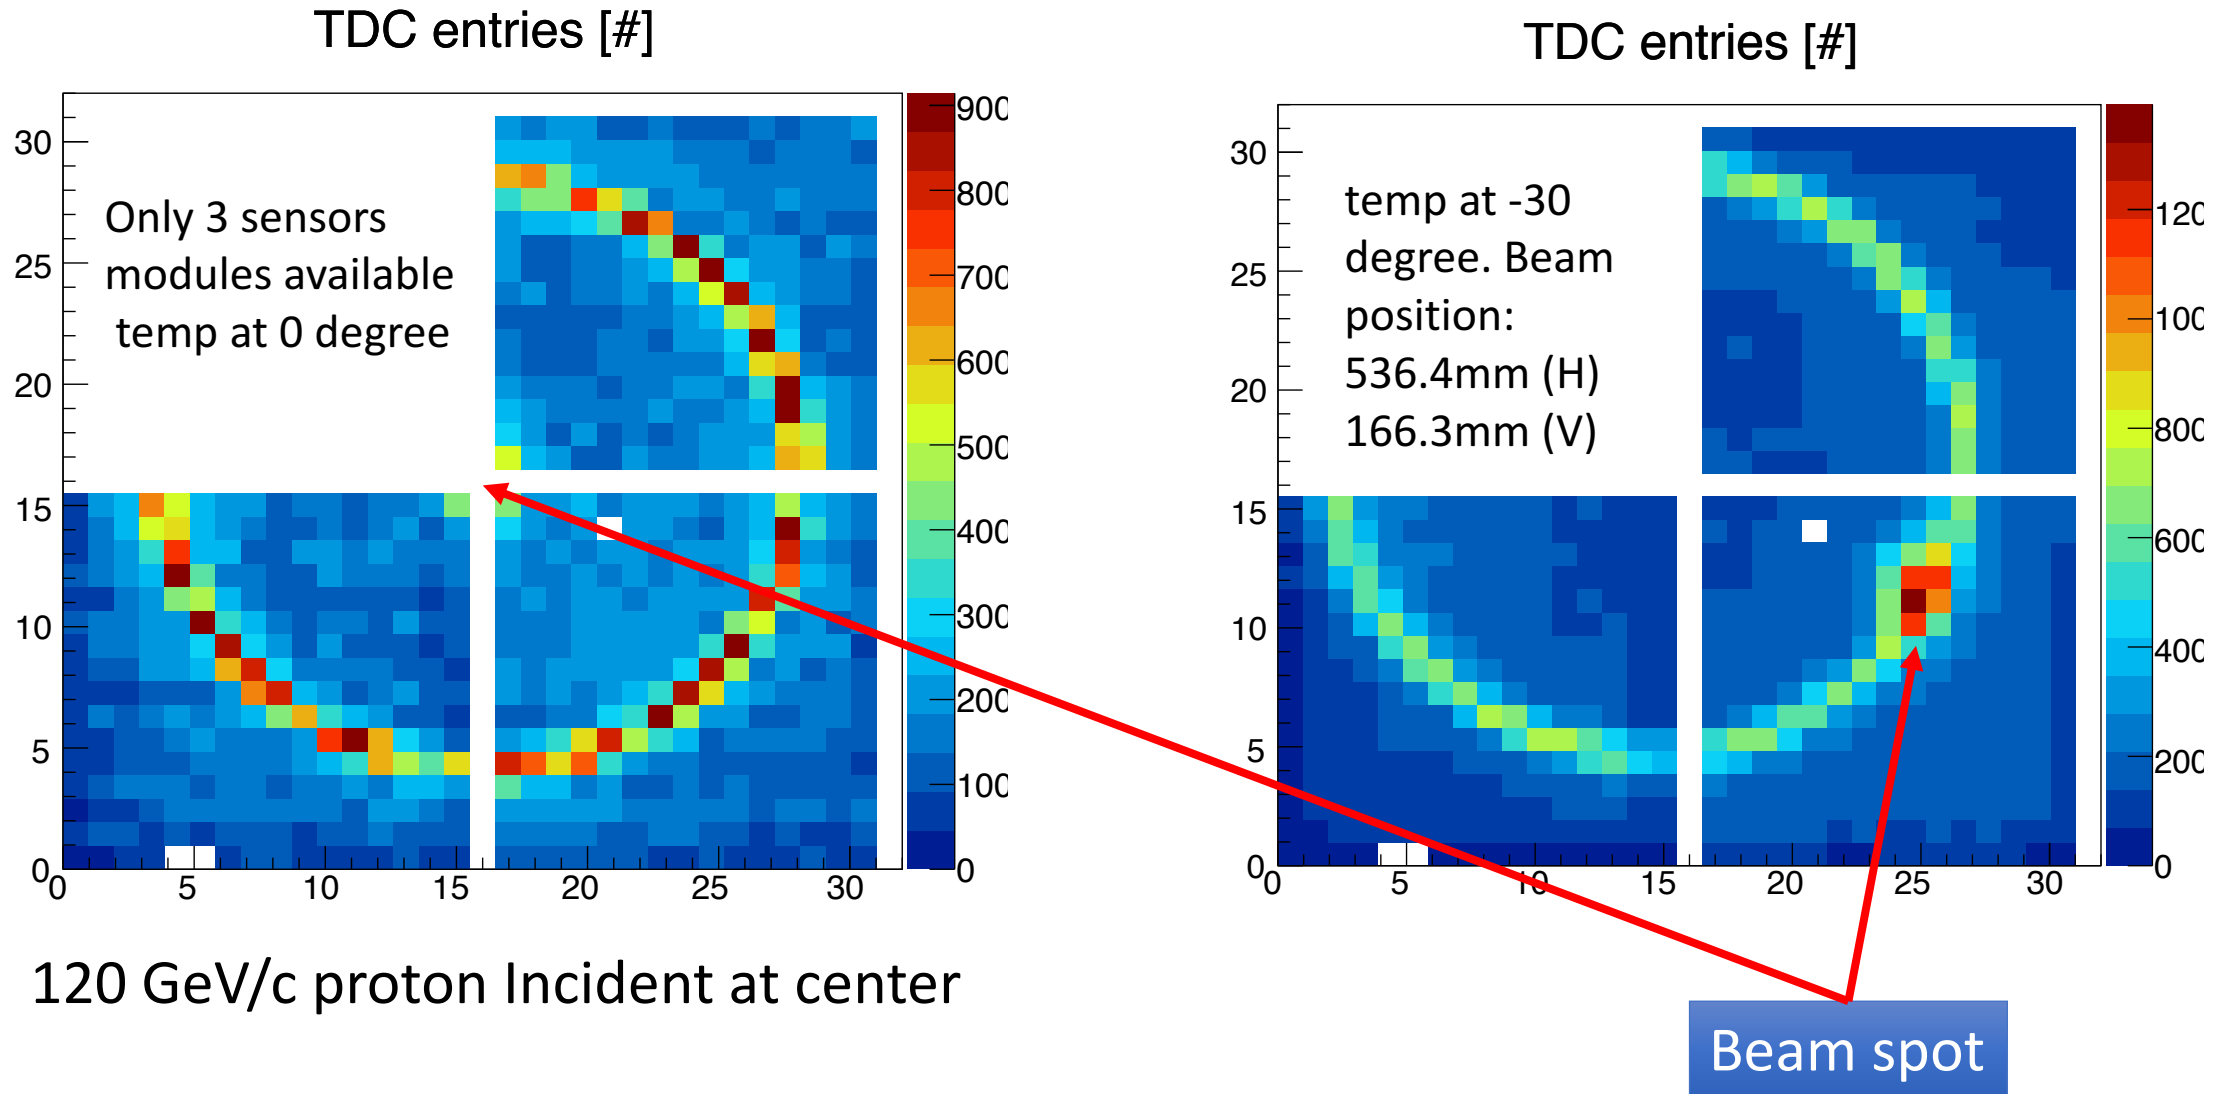 TDC entries [#]
30
25
20
15
10
5
0
0 5 10 15 20 25 30
Only 3 sensors
modules available
temp at 0 degree
900
800
700
600
500
400
300
200
100
0
120 GeV/c proton Incident at center
TDC entries [#]
30
25
20
15
10
5
0
0 5 10 15 20 25 30
temp at -30
degree. Beam
position:
536.4mm (H)
166.3mm (V)
120
100
800
600
400
200
0
Beam spot